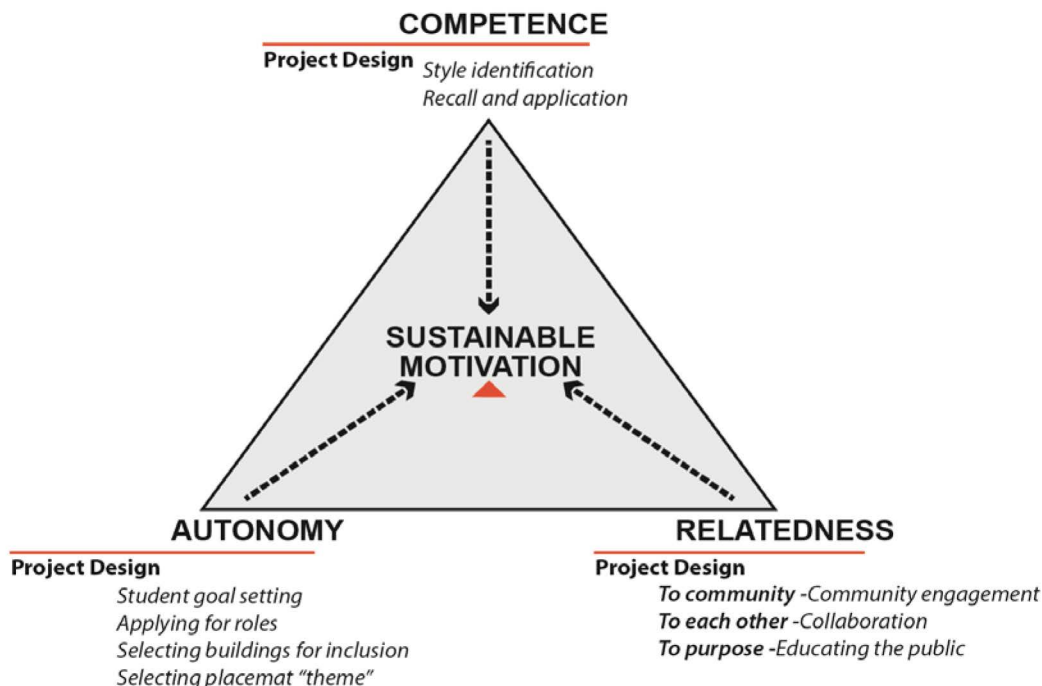 COMPETENCE
Project Design
Style identification
Recall and application
SUSTAINABLE
MOTIVATION
AUTONOMY
Project Design
Student goal setting
Applying for roles
Selecting buildings for inclusion
Selecting placemat “theme”
RELATEDNESS
Project Design
To community -Community engagement
To each other -Collaboration
To purpose -Educating the public